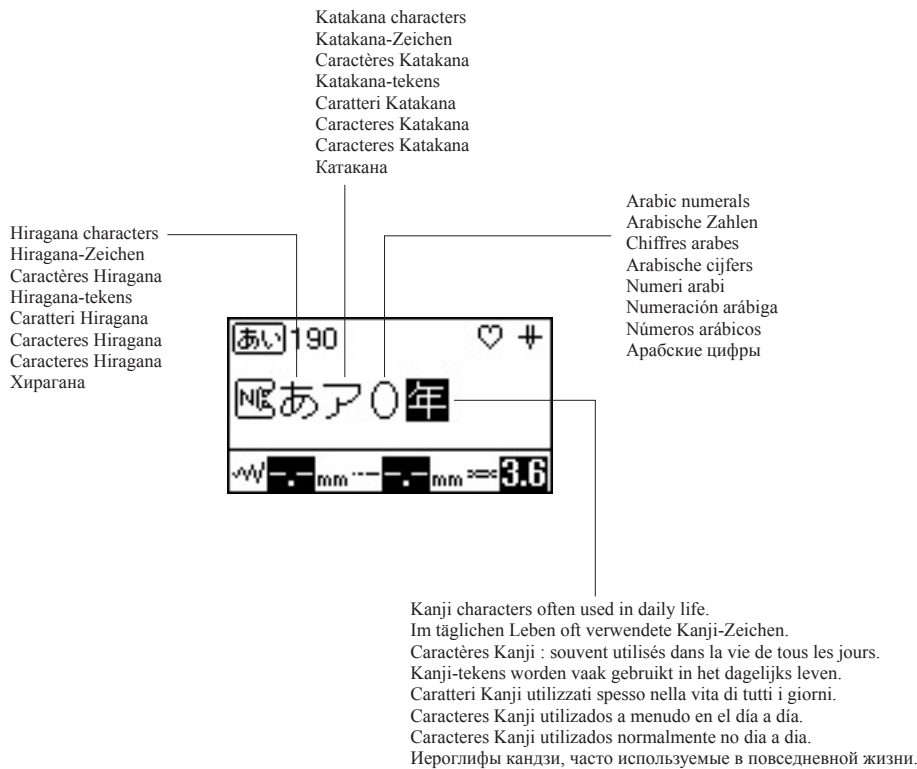 Katakana characters
Katakana-Zeichen
Caractères Katakana
Katakana-tekens
Caratteri Katakana
Caracteres Katakana
Caracteres Katakana
Катакана
Hiragana characters
Hiragana-Zeichen
Caractères Hiragana
Hiragana-tekens
Caratteri Hiragana
Caracteres Hiragana
Caracteres Hiragana
Хирагана
Arabic numerals
Arabische Zahlen
Chiffres arabes
Arabische cijfers
Numeri arabi
Numeración arábiga
Números arábicos
Арабские цифры
あい 190
あア0年
-.- mm -.- mm 3.6
Kanji characters often used in daily life.
Im täglichen Leben oft verwendete Kanji-Zeichen.
Caractères Kanji : souvent utilisés dans la vie de tous les jours.
Kanji-tekens worden vaak gebruikt in het dagelijks leven.
Caratteri Kanji utilizzati spesso nella vita di tutti i giorni.
Caracteres Kanji utilizados a menudo en el día a día.
Caracteres Kanji utilizados normalmente no dia a dia.
Иероглифы кандзи, часто используемые в повседневной жизни.